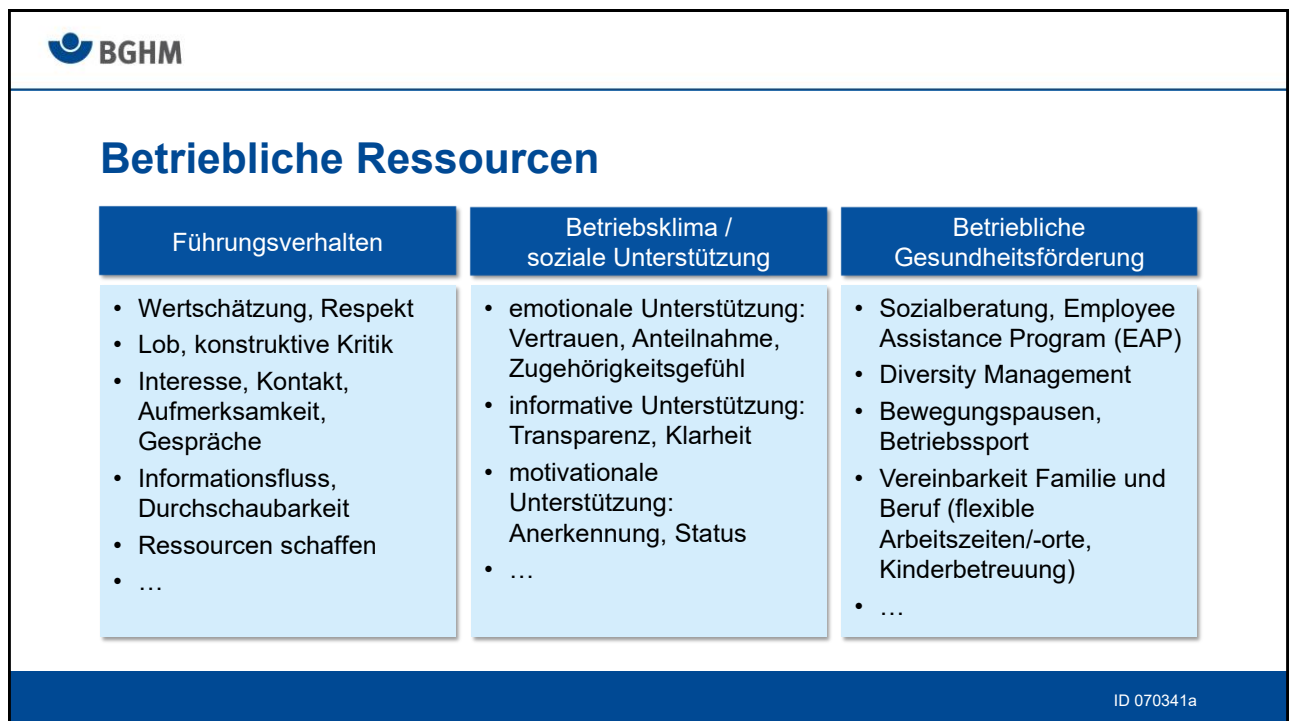 BGHM
Betriebliche Ressourcen
Führungsverhalten
• Wertschätzung, Respekt
• Lob, konstruktive Kritik
• Interesse, Kontakt,
Aufmerksamkeit,
Gespräche
• Informationsfluss,
Durchschaubarkeit
• Ressourcen schaffen
• …
Betriebsklima /
soziale Unterstützung
• emotionale Unterstützung:
Vertrauen, Anteilnahme,
Zugehörigkeitsgefühl
• informative Unterstützung:
Transparenz, Klarheit
• motivationale
Unterstützung:
Anerkennung, Status
• …
Betriebliche
Gesundheitsförderung
• Sozialberatung, Employee
Assistance Program (EAP)
• Diversity Management
• Bewegungspausen,
Betriebssport
• Vereinbarkeit Familie und
Beruf (flexible
Arbeitszeiten/-orte,
Kinderbetreuung)
• …
ID 070341a